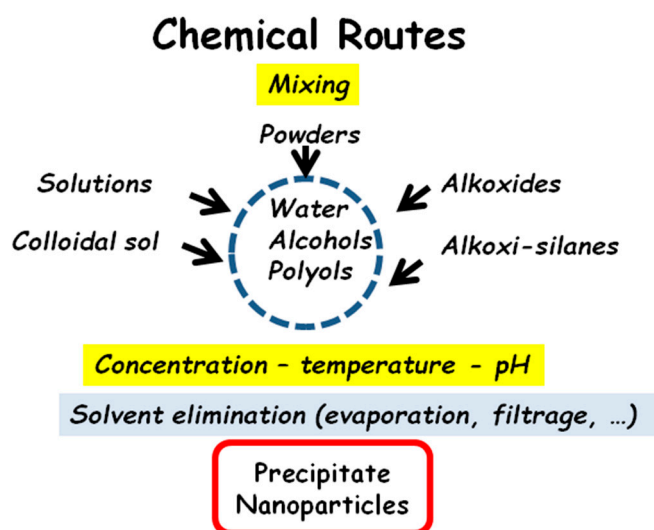 Chemical Routes
Mixing
Powders
Solutions
Alkoxides
Water
Colloidal sol
Alcohols
Alkoxi-silanes
Polyols
Concentration – temperature - pH
Solvent elimination (evaporation, filtrage, …)
Precipitate
Nanoparticles